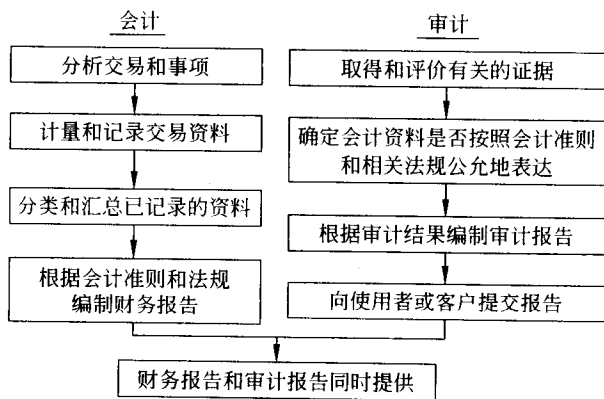 会计
分析交易和事项
计量和记录交易资料
分类和汇总已记录的资料
根据会计准则和法规
编制财务报告
审计
取得和评价有关的证据
确定会计资料是否按照会计准则
和相关法规公允地表达
根据审计结果编制审计报告
向使用者或客户提交报告
财务报告和审计报告同时提供